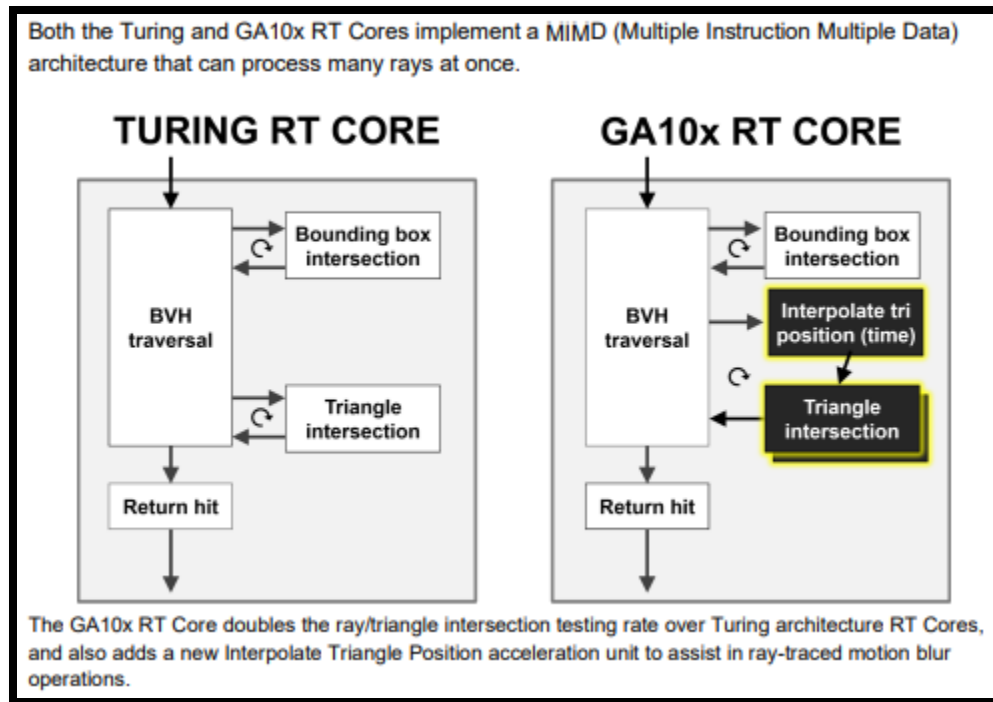 Both the Turing and GA10x RT Cores implement a MIMD (Multiple Instruction Multiple Data)
architecture that can process many rays at once.
TURING RT CORE
BVH
traversal
Bounding box
intersection
Triangle
intersection
Return hit
GA10x RT CORE
BVH
traversal
Bounding box
intersection
Interpolate tri
position (time)
Triangle
intersection
Return hit
The GA10x RT Core doubles the ray/triangle intersection testing rate over Turing architecture RT Cores,
and also adds a new Interpolate Triangle Position acceleration unit to assist in ray-traced motion blur
operations.